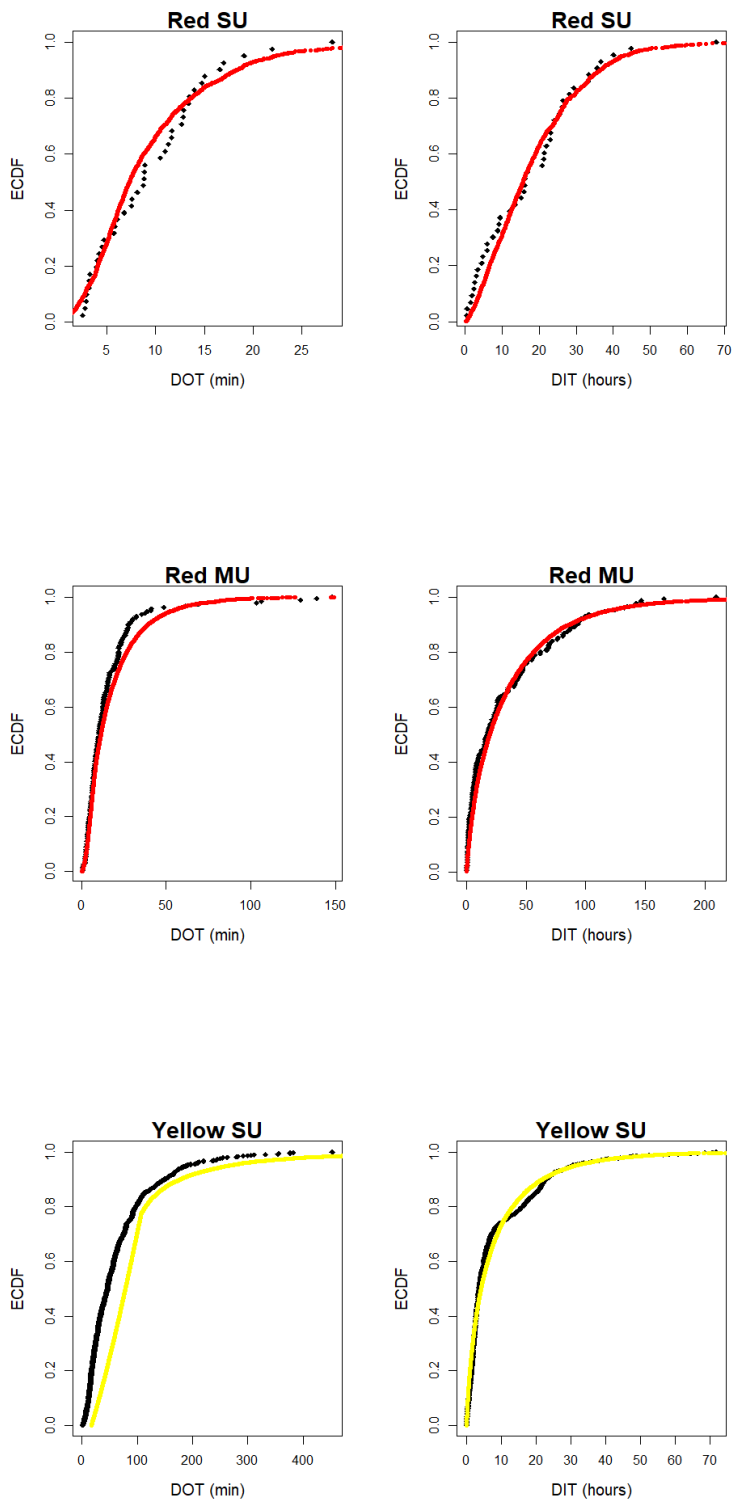 Red SU
ECDF
0.0 0.2 0.4 0.6 0.8 1.0
5 10 15 20 25
DOT (min)
Red SU
ECDF
0.0 0.2 0.4 0.6 0.8 1.0
0 10 20 30 40 50 60 70
DIT (hours)
Red MU
ECDF
0.0 0.2 0.4 0.6 0.8 1.0
0 50 100 150
DOT (min)
Red MU
ECDF
0.0 0.2 0.4 0.6 0.8 1.0
0 50 100 150 200
DIT (hours)
Yellow SU
ECDF
0.0 0.2 0.4 0.6 0.8 1.0
0 100 200 300 400
DOT (min)
Yellow SU
ECDF
0.0 0.2 0.4 0.6 0.8 1.0
0 10 20 30 40 50 60 70
DIT (hours)